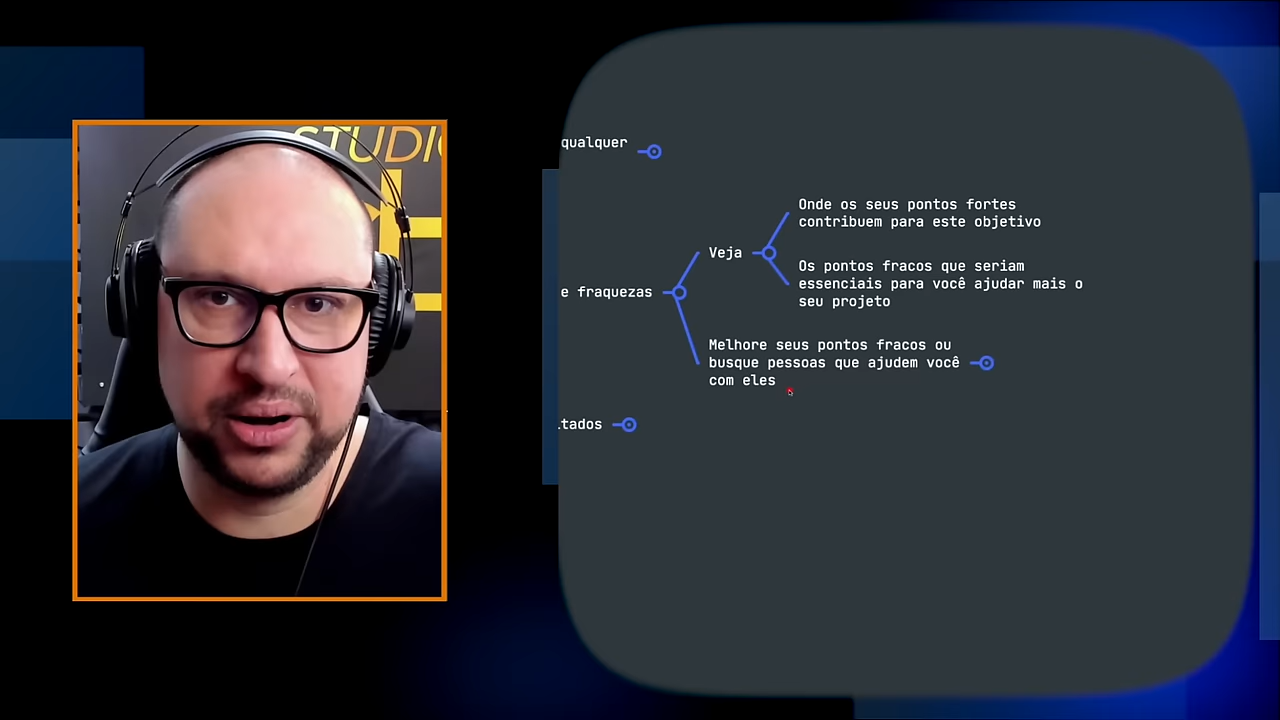 STUDIO
qualquer
Onde os seus pontos fortes
contribuem para este objetivo
Veja
Os pontos fracos que seriam
essenciais para você ajudar mais o
seu projeto
e fraquezas
Melhore seus pontos fracos ou
busque pessoas que ajudem você
com eles
tados